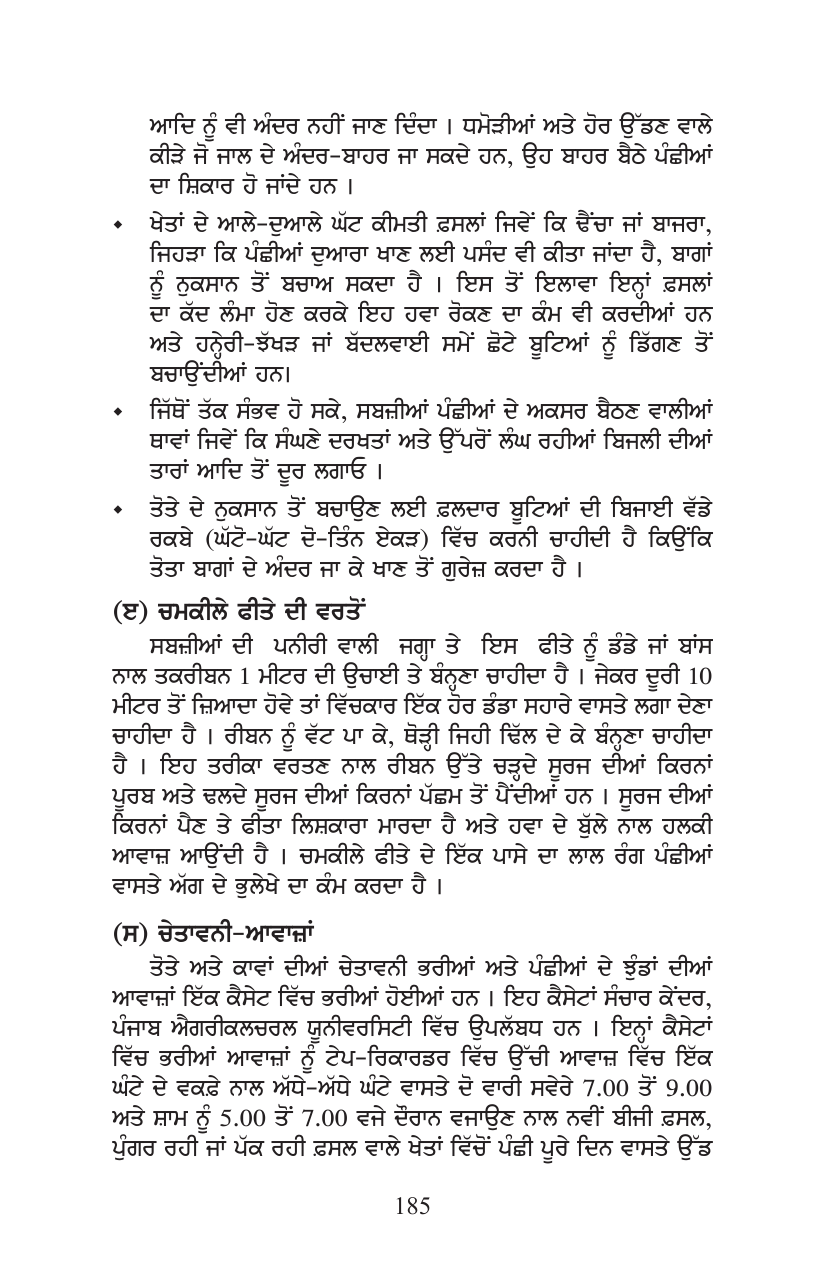 ਆਦਿ ਨੂੰ ਵੀ ਅੰਦਰ ਨਹੀਂ ਜਾਣ ਦਿੰਦਾ । ਧਮੋੜੀਆਂ ਅਤੇ ਹੋਰ ਉੱਡਣ ਵਾਲੇ
ਕੀੜੇ ਜੋ ਜਾਲ ਦੇ ਅੰਦਰ-ਬਾਹਰ ਜਾ ਸਕਦੇ ਹਨ, ਉਹ ਬਾਹਰ ਬੈਠੇ ਪੰਛੀਆਂ
ਦਾ ਸ਼ਿਕਾਰ ਹੋ ਜਾਂਦੇ ਹਨ ।
⬥ ਖੇਤਾਂ ਦੇ ਆਲੇ-ਦੁਆਲੇ ਘੱਟ ਕੀਮਤੀ ਫ਼ਸਲਾਂ ਜਿਵੇਂ ਕਿ ਢੈਂਚਾ ਜਾਂ ਬਾਜਰਾ,
ਜਿਹੜਾ ਕਿ ਪੰਛੀਆਂ ਦੁਆਰਾ ਖਾਣ ਲਈ ਪਸੰਦ ਵੀ ਕੀਤਾ ਜਾਂਦਾ ਹੈ, ਬਾਗਾਂ
ਨੂੰ ਨੁਕਸਾਨ ਤੋਂ ਬਚਾਅ ਸਕਦਾ ਹੈ । ਇਸ ਤੋਂ ਇਲਾਵਾ ਇਨ੍ਹਾਂ ਫ਼ਸਲਾਂ
ਦਾ ਕੱਦ ਲੰਮਾ ਹੋਣ ਕਰਕੇ ਇਹ ਹਵਾ ਰੋਕਣ ਦਾ ਕੰਮ ਵੀ ਕਰਦੀਆਂ ਹਨ
ਅਤੇ ਹਨ੍ਹੇਰੀ-ਝੱਖੜ ਜਾਂ ਬੱਦਲਵਾਈ ਸਮੇਂ ਛੋਟੇ ਬੂਟਿਆਂ ਨੂੰ ਡਿੱਗਣ ਤੋਂ
ਬਚਾਉਂਦੀਆਂ ਹਨ।
⬥ ਜਿੱਥੋਂ ਤੱਕ ਸੰਭਵ ਹੋ ਸਕੇ, ਸਬਜ਼ੀਆਂ ਪੰਛੀਆਂ ਦੇ ਅਕਸਰ ਬੈਠਣ ਵਾਲੀਆਂ
ਥਾਵਾਂ ਜਿਵੇਂ ਕਿ ਸੰਘਣੇ ਦਰਖਤਾਂ ਅਤੇ ਉੱਪਰੋਂ ਲੰਘ ਰਹੀਆਂ ਬਿਜਲੀ ਦੀਆਂ
ਤਾਰਾਂ ਆਦਿ ਤੋਂ ਦੂਰ ਲਗਾਓ ।
⬥ ਤੋਤੇ ਦੇ ਨੁਕਸਾਨ ਤੋਂ ਬਚਾਉਣ ਲਈ ਫ਼ਲਦਾਰ ਬੂਟਿਆਂ ਦੀ ਬਿਜਾਈ ਵੱਡੇ
ਰਕਬੇ (ਘੱਟੋ-ਘੱਟ ਦੋ-ਤਿੰਨ ਏਕੜ) ਵਿੱਚ ਕਰਨੀ ਚਾਹੀਦੀ ਹੈ ਕਿਉਂਕਿ
ਤੋਤਾ ਬਾਗਾਂ ਦੇ ਅੰਦਰ ਜਾ ਕੇ ਖਾਣ ਤੋਂ ਗੁਰੇਜ਼ ਕਰਦਾ ਹੈ ।
(ੲ) ਚਮਕੀਲੇ ਫੀਤੇ ਦੀ ਵਰਤੋਂ
ਸਬਜ਼ੀਆਂ ਦੀ ਪਨੀਰੀ ਵਾਲੀ ਜਗ੍ਹਾ ਤੇ ਇਸ ਫੀਤੇ ਨੂੰ ਡੰਡੇ ਜਾਂ ਬਾਂਸ
ਨਾਲ ਤਕਰੀਬਨ 1 ਮੀਟਰ ਦੀ ਉਚਾਈ ਤੇ ਬੰਨ੍ਹਣਾ ਚਾਹੀਦਾ ਹੈ । ਜੇਕਰ ਦੂਰੀ 10
ਮੀਟਰ ਤੋਂ ਜ਼ਿਆਦਾ ਹੋਵੇ ਤਾਂ ਵਿੱਚਕਾਰ ਇੱਕ ਹੋਰ ਡੰਡਾ ਸਹਾਰੇ ਵਾਸਤੇ ਲਗਾ ਦੇਣਾ
ਚਾਹੀਦਾ ਹੈ । ਰੀਬਨ ਨੂੰ ਵੱਟ ਪਾ ਕੇ, ਥੋੜ੍ਹੀ ਜਿਹੀ ਢਿੱਲ ਦੇ ਕੇ ਬੰਨ੍ਹਣਾ ਚਾਹੀਦਾ
ਹੈ । ਇਹ ਤਰੀਕਾ ਵਰਤਣ ਨਾਲ ਰੀਬਨ ਉੱਤੇ ਚੜ੍ਹਦੇ ਸੂਰਜ ਦੀਆਂ ਕਿਰਨਾਂ
ਪੂਰਬ ਅਤੇ ਢਲਦੇ ਸੂਰਜ ਦੀਆਂ ਕਿਰਨਾਂ ਪੱਛਮ ਤੋਂ ਪੈਂਦੀਆਂ ਹਨ । ਸੂਰਜ ਦੀਆਂ
ਕਿਰਨਾਂ ਪੈਣ ਤੇ ਫੀਤਾ ਲਿਸ਼ਕਾਰਾ ਮਾਰਦਾ ਹੈ ਅਤੇ ਹਵਾ ਦੇ ਬੁੱਲੇ ਨਾਲ ਹਲਕੀ
ਆਵਾਜ਼ ਆਉਂਦੀ ਹੈ । ਚਮਕੀਲੇ ਫੀਤੇ ਦੇ ਇੱਕ ਪਾਸੇ ਦਾ ਲਾਲ ਰੰਗ ਪੰਛੀਆਂ
ਵਾਸਤੇ ਅੱਗ ਦੇ ਭੁਲੇਖੇ ਦਾ ਕੰਮ ਕਰਦਾ ਹੈ ।
(ਸ) ਚੇਤਾਵਨੀ-ਆਵਾਜ਼ਾਂ
ਤੋਤੇ ਅਤੇ ਕਾਵਾਂ ਦੀਆਂ ਚੇਤਾਵਨੀ ਭਰੀਆਂ ਅਤੇ ਪੰਛੀਆਂ ਦੇ ਝੁੰਡਾਂ ਦੀਆਂ
ਆਵਾਜ਼ਾਂ ਇੱਕ ਕੈਸੇਟ ਵਿੱਚ ਭਰੀਆਂ ਹੋਈਆਂ ਹਨ । ਇਹ ਕੈਸੇਟਾਂ ਸੰਚਾਰ ਕੇਂਦਰ,
ਪੰਜਾਬ ਐਗਰੀਕਲਚਰਲ ਯੂਨੀਵਰਸਿਟੀ ਵਿੱਚ ਉਪਲੱਬਧ ਹਨ । ਇਨ੍ਹਾਂ ਕੈਸੇਟਾਂ
ਵਿੱਚ ਭਰੀਆਂ ਆਵਾਜ਼ਾਂ ਨੂੰ ਟੇਪ-ਰਿਕਾਰਡਰ ਵਿੱਚ ਉੱਚੀ ਆਵਾਜ਼ ਵਿੱਚ ਇੱਕ
ਘੰਟੇ ਦੇ ਵਕਫ਼ੇ ਨਾਲ ਅੱਧੇ-ਅੱਧੇ ਘੰਟੇ ਵਾਸਤੇ ਦੋ ਵਾਰੀ ਸਵੇਰੇ 7.00 ਤੋਂ 9.00
ਅਤੇ ਸ਼ਾਮ ਨੂੰ 5.00 ਤੋਂ 7.00 ਵਜੇ ਦੌਰਾਨ ਵਜਾਉਣ ਨਾਲ ਨਵੀਂ ਬੀਜੀ ਫ਼ਸਲ,
ਪੁੰਗਰ ਰਹੀ ਜਾਂ ਪੱਕ ਰਹੀ ਫ਼ਸਲ ਵਾਲੇ ਖੇਤਾਂ ਵਿੱਚੋਂ ਪੰਛੀ ਪੂਰੇ ਦਿਨ ਵਾਸਤੇ ਉੱਡ
185